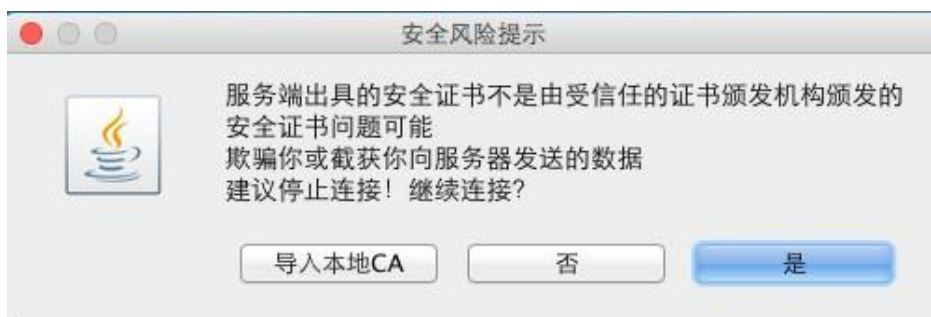 安全风险提示
服务端出具的安全证书不是由受信任的证书颁发机构颁发的
安全证书问题可能
欺骗你或截获你向服务器发送的数据
建议停止连接！继续连接？
导入本地CA
否
是